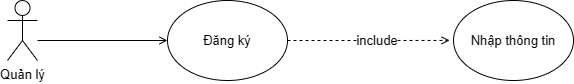 Đăng ký
include
Nhập thông tin
Quản lý